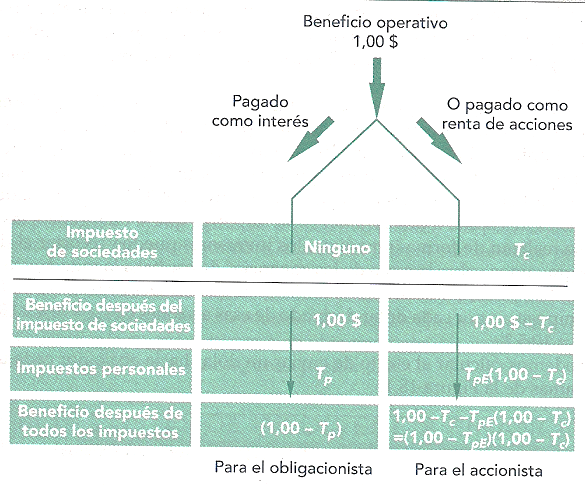 Beneficio operativo
1,00 $
Pagado
como interés
O pagado como
renta de acciones
Impuesto
de sociedades
Ninguno
T_c
Beneficio después del
impuesto de sociedades
1,00 $
1,00 $ – T_c
Impuestos personales
T_p
T_pE(1,00 – T_c)
Beneficio después de
todos los impuestos
(1,00 – T_p)
1,00 –T_c –T_pE(1,00 – T_c)
=(1,00 – T_pE)(1,00 – T_c)
Para el obligacionista
Para el accionista